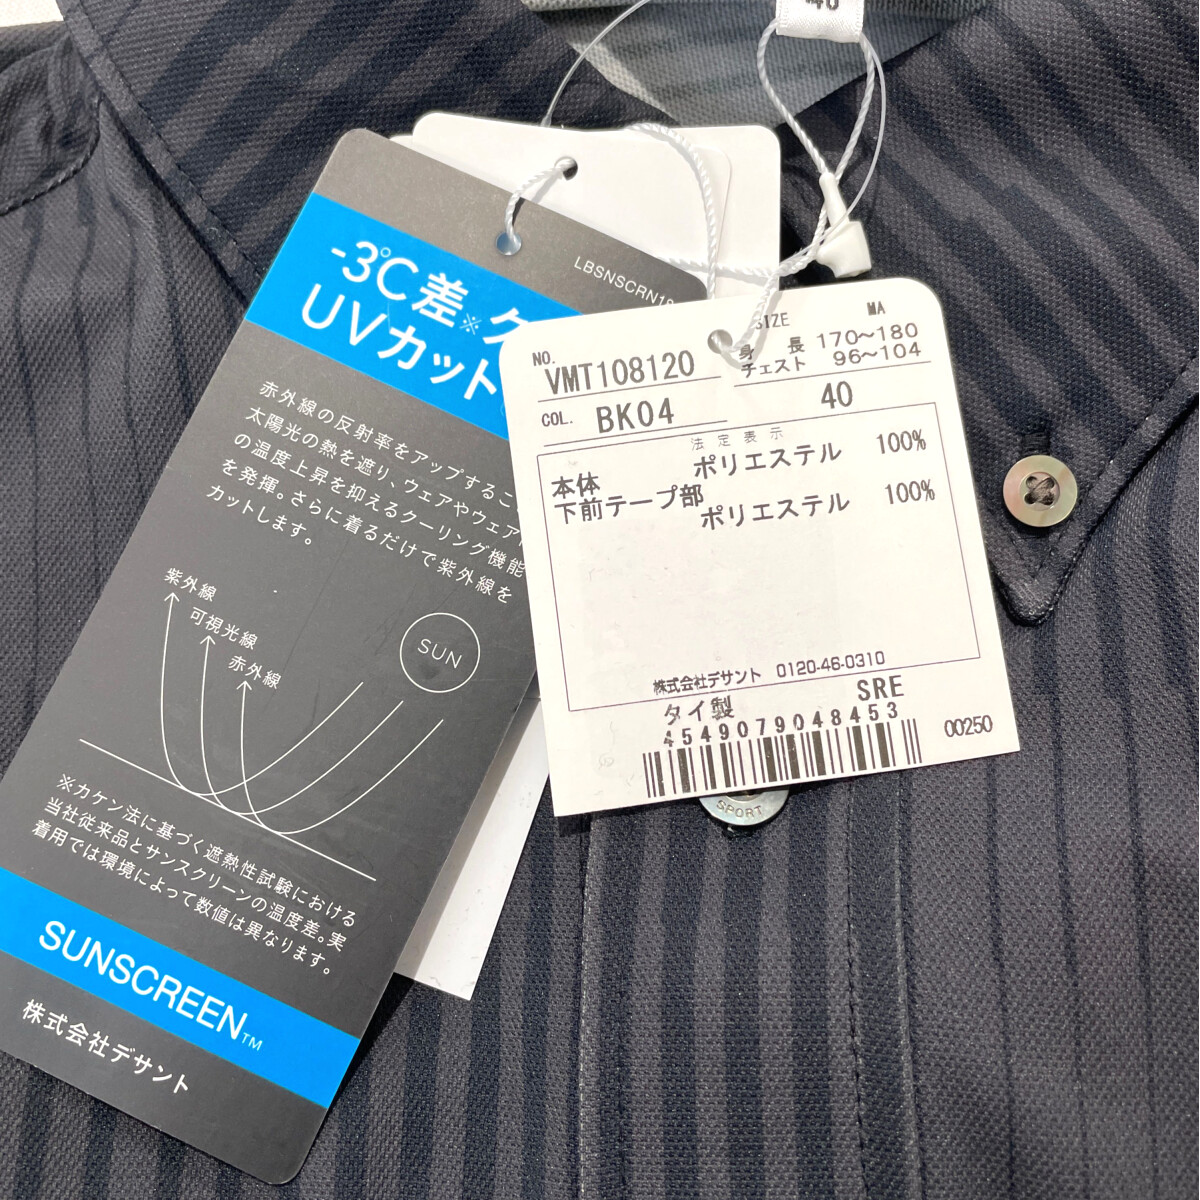 40
LBSNSCRN18
-3℃差※ク
UVカット
赤外線の反射率をアップするこ
太陽光の熱を遮り、ウェアやウェア
の温度上昇を抑えるクーリング機能
を発揮。さらに着るだけで紫外線を
カットします。
紫外線
可視光線
赤外線
SUN
※カケン法に基づく遮熱性試験における
当社従来品とサンスクリーンの温度差。実
着用では環境によって数値は異なります。
SUNSCREEN TM
株式会社デサント
NO. VMT108120
COL. BK04
SIZE MA
身長 170〜180
チェスト 96〜104
40
法定表示
本体 ポリエステル 100%
下前テープ部 ポリエステル 100%
株式会社デサント 0120-46-0310
タイ製 SRE
4549079048453
00250
SPORT